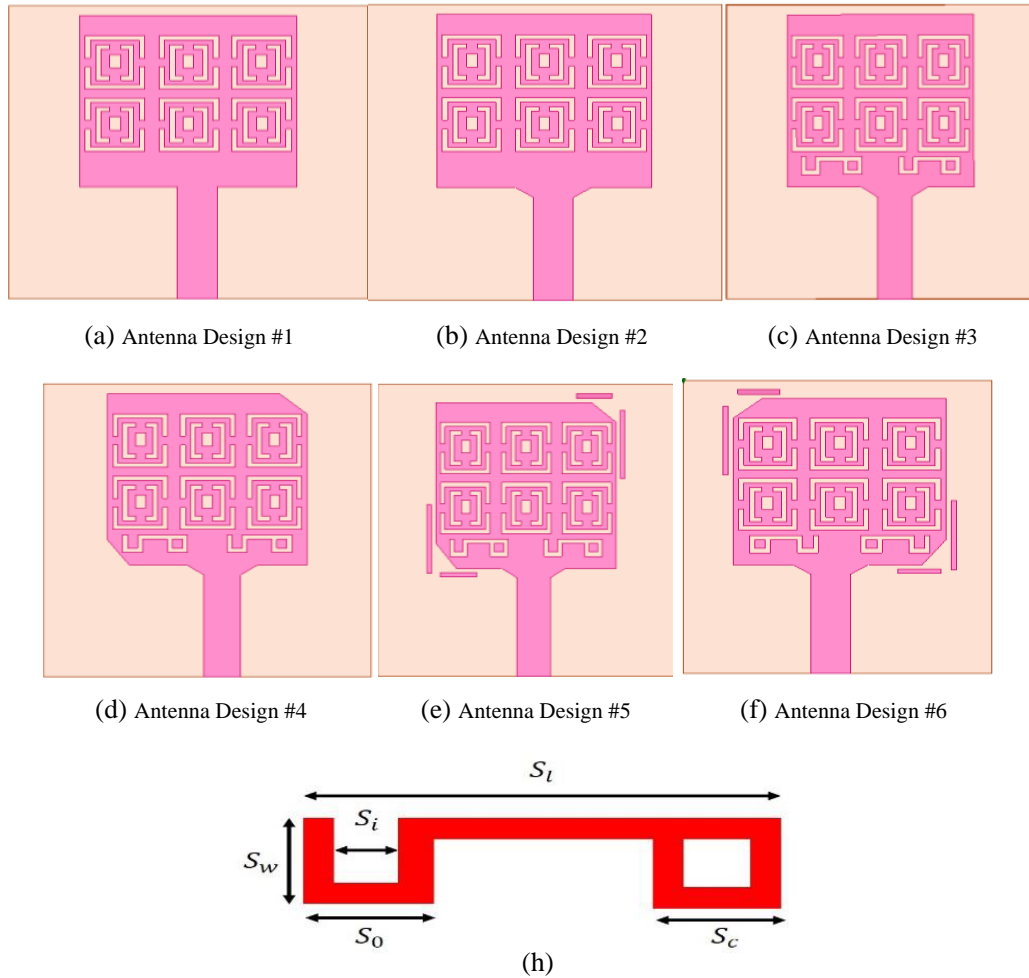 (a) Antenna Design #1
(b) Antenna Design #2
(c) Antenna Design #3
(d) Antenna Design #4
(e) Antenna Design #5
(f) Antenna Design #6
S_l
S_i
S_w
S_0
S_c
(h)